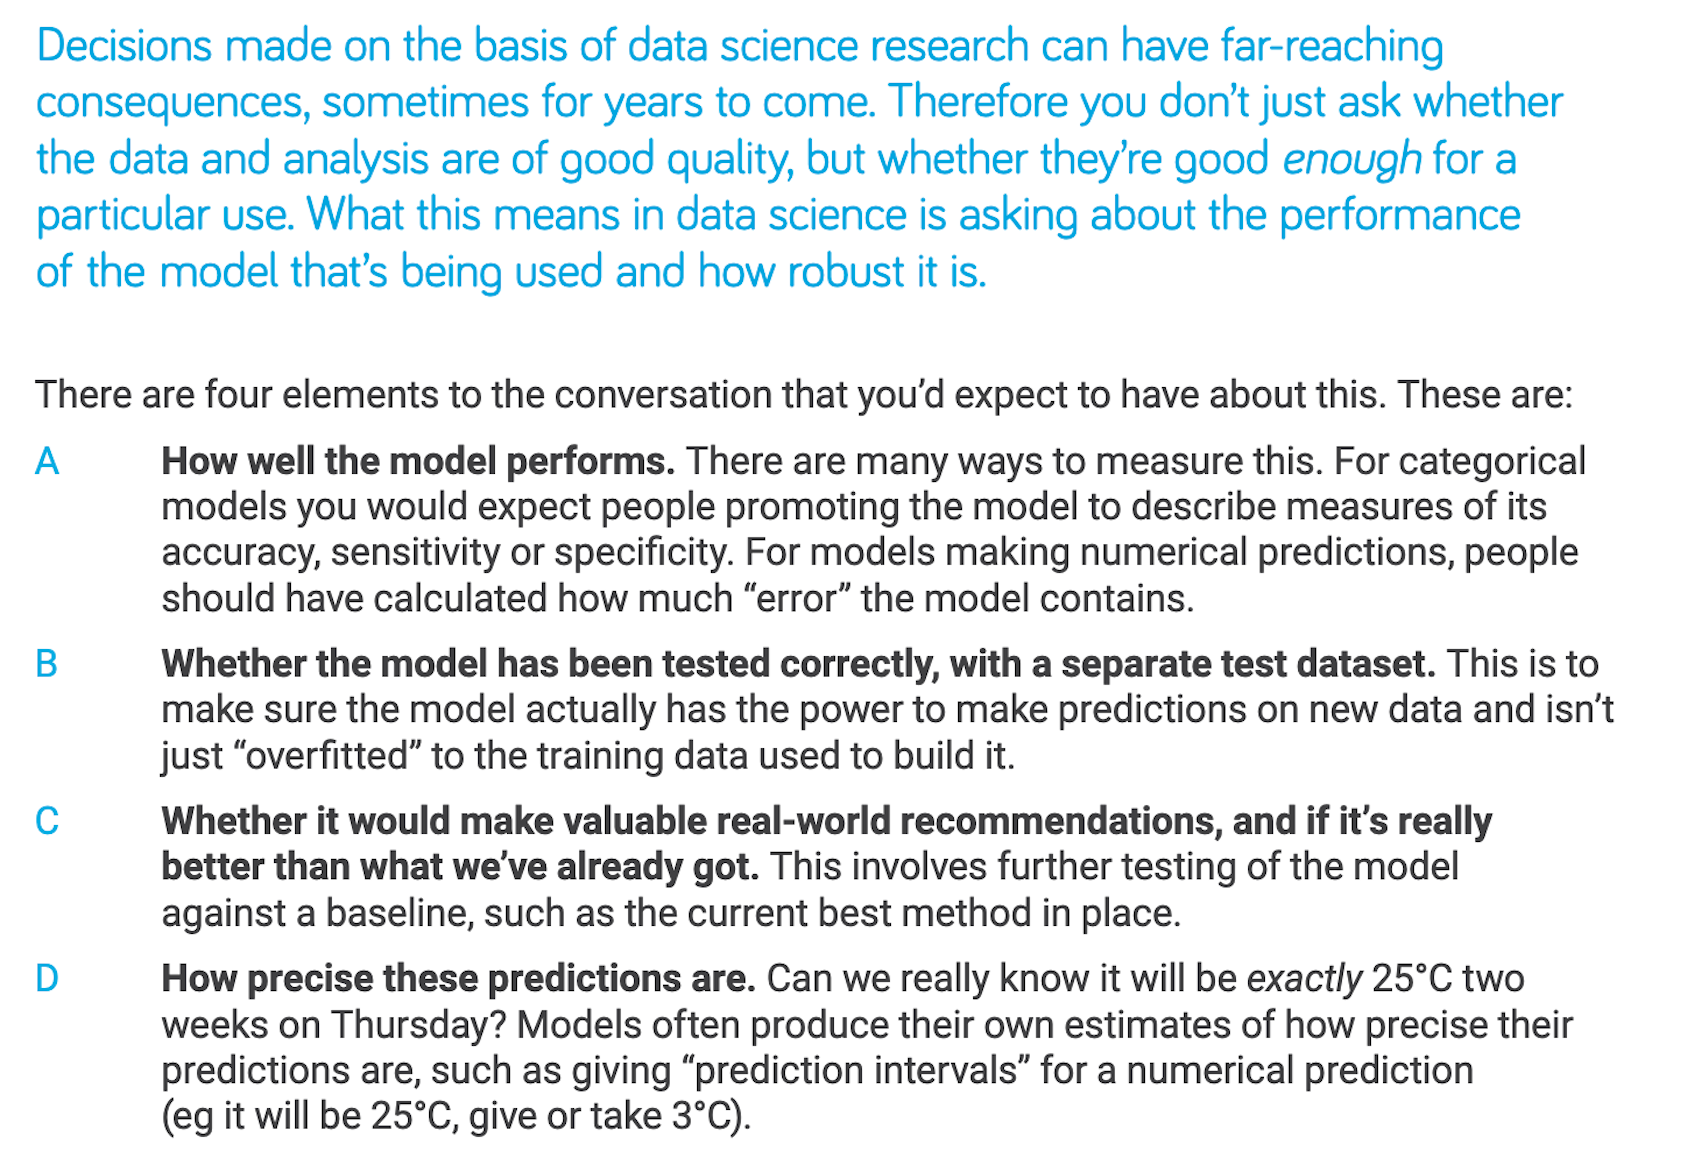 Decisions made on the basis of data science research can have far-reaching
consequences, sometimes for years to come. Therefore you don’t just ask whether
the data and analysis are of good quality, but whether they’re good enough for a
particular use. What this means in data science is asking about the performance
of the model that’s being used and how robust it is.
There are four elements to the conversation that you’d expect to have about this. These are:
A How well the model performs. There are many ways to measure this. For categorical
models you would expect people promoting the model to describe measures of its
accuracy, sensitivity or specificity. For models making numerical predictions, people
should have calculated how much “error” the model contains.
B Whether the model has been tested correctly, with a separate test dataset. This is to
make sure the model actually has the power to make predictions on new data and isn’t
just “overfitted” to the training data used to build it.
C Whether it would make valuable real-world recommendations, and if it’s really
better than what we’ve already got. This involves further testing of the model
against a baseline, such as the current best method in place.
D How precise these predictions are. Can we really know it will be exactly 25°C two
weeks on Thursday? Models often produce their own estimates of how precise their
predictions are, such as giving “prediction intervals” for a numerical prediction
(eg it will be 25°C, give or take 3°C).